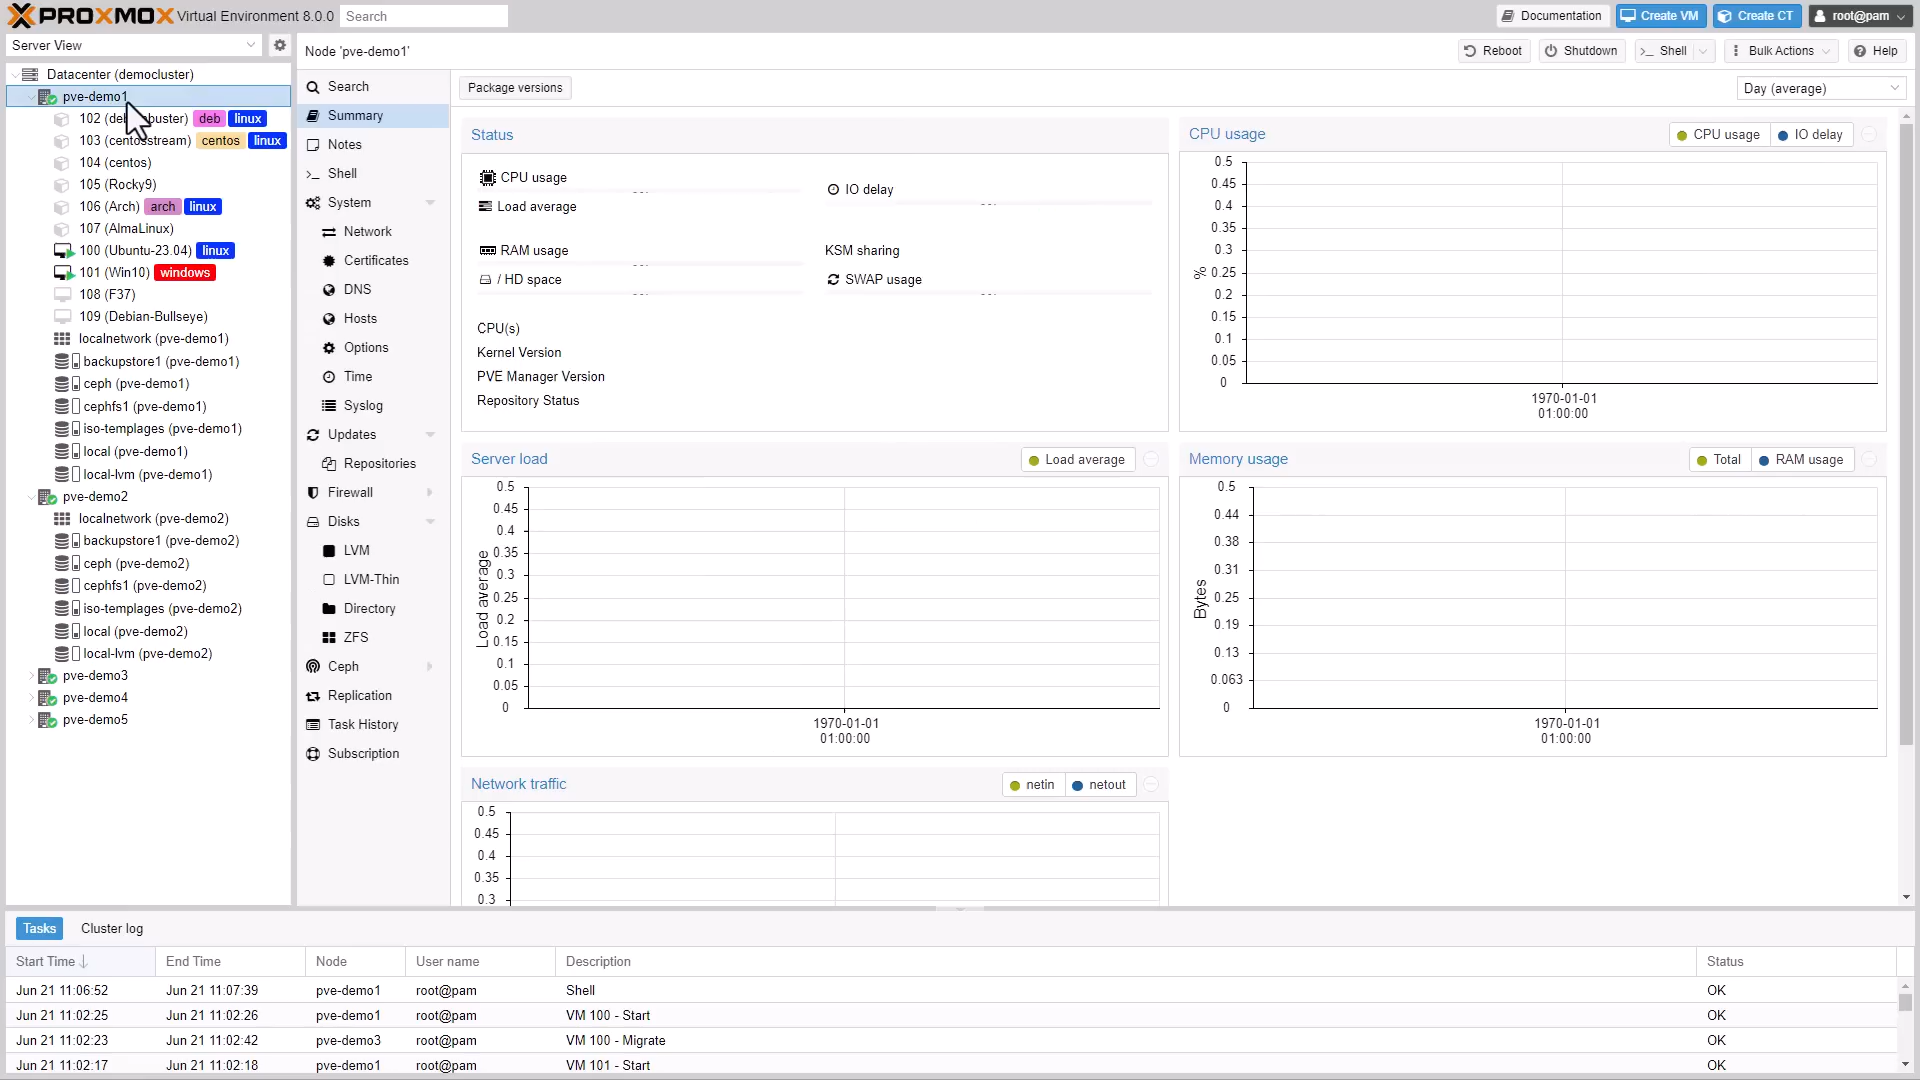 PROXMOX Virtual Environment 8.0.0 Search
Documentation Create VM Create CT root@pam
Server View
Node 'pve-demo1'
Reboot Shutdown >_ Shell Bulk Actions Help
Datacenter (democluster)
pve-demo1
102 (de buster) deb linux
103 (centosstream) centos linux
104 (centos)
105 (Rocky9)
106 (Arch) arch linux
107 (AlmaLinux)
100 (Ubuntu-23.04) linux
101 (Win10) windows
108 (F37)
109 (Debian-Bullseye)
localnetwork (pve-demo1)
backupstore1 (pve-demo1)
ceph (pve-demo1)
cephfs1 (pve-demo1)
iso-templages (pve-demo1)
local (pve-demo1)
local-lvm (pve-demo1)
pve-demo2
localnetwork (pve-demo2)
backupstore1 (pve-demo2)
ceph (pve-demo2)
cephfs1 (pve-demo2)
iso-templages (pve-demo2)
local (pve-demo2)
local-lvm (pve-demo2)
pve-demo3
pve-demo4
pve-demo5
Search
Summary
Notes
>_ Shell
System
Network
Certificates
DNS
Hosts
Options
Time
Syslog
Updates
Repositories
Firewall
Disks
LVM
LVM-Thin
Directory
ZFS
Ceph
Replication
Task History
Subscription
Package versions
Day (average)
Status
CPU usage
Load average
IO delay
RAM usage
/ HD space
KSM sharing
SWAP usage
CPU(s)
Kernel Version
PVE Manager Version
Repository Status
CPU usage
CPU usage IO delay
%
0.5
0.45
0.4
0.35
0.3
0.25
0.2
0.15
0.1
0.05
0
1970-01-01
01:00:00
Server load
Load average
Load average
0.5
0.45
0.4
0.35
0.3
0.25
0.2
0.15
0.1
0.05
0
1970-01-01
01:00:00
Memory usage
Total RAM usage
Bytes
0.5
0.44
0.38
0.31
0.25
0.19
0.13
0.063
0
1970-01-01
01:00:00
Network traffic
netin netout
0.5
0.45
0.4
0.35
0.3
Tasks Cluster log
Start Time End Time Node User name Description Status
Jun 21 11:06:52 Jun 21 11:07:39 pve-demo1 root@pam Shell OK
Jun 21 11:02:25 Jun 21 11:02:26 pve-demo1 root@pam VM 100 - Start OK
Jun 21 11:02:23 Jun 21 11:02:42 pve-demo3 root@pam VM 100 - Migrate OK
Jun 21 11:02:17 Jun 21 11:02:18 pve-demo1 root@pam VM 101 - Start OK